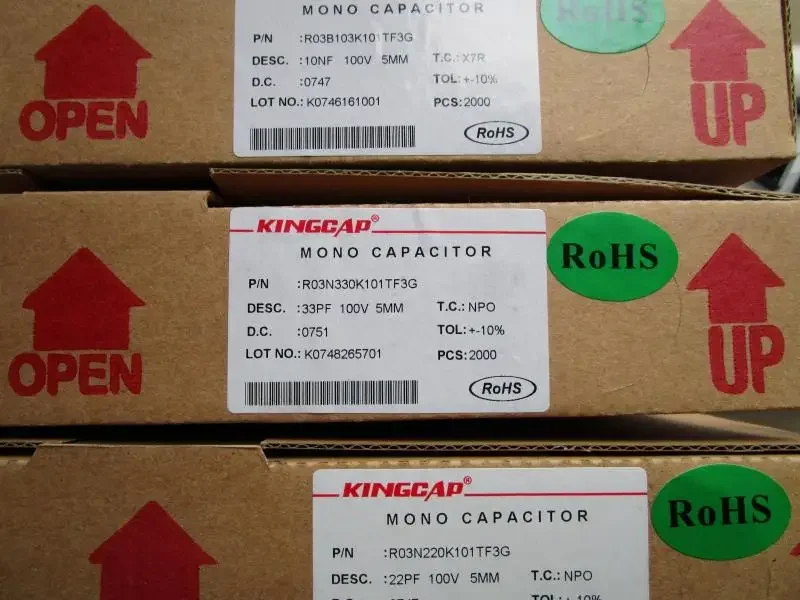 MONO CAPACITOR
P/N :R03B103K101TF3G
DESC. :10NF 100V 5MM T.C.: X7R
D.C. :0747 TOL:+-10%
LOT NO.: K0746161001 PCS: 2000
RoHS
RoHS
OPEN
UP
KINGCAP®
MONO CAPACITOR
P/N :R03N330K101TF3G
DESC. :33PF 100V 5MM T.C.: NPO
D.C. :0751 TOL:+-10%
LOT NO.: K0748265701 PCS: 2000
RoHS
RoHS
OPEN
UP
KINGCAP®
MONO CAPACITOR
P/N :R03N220K101TF3G
DESC. :22PF 100V 5MM T.C.: NPO
RoHS